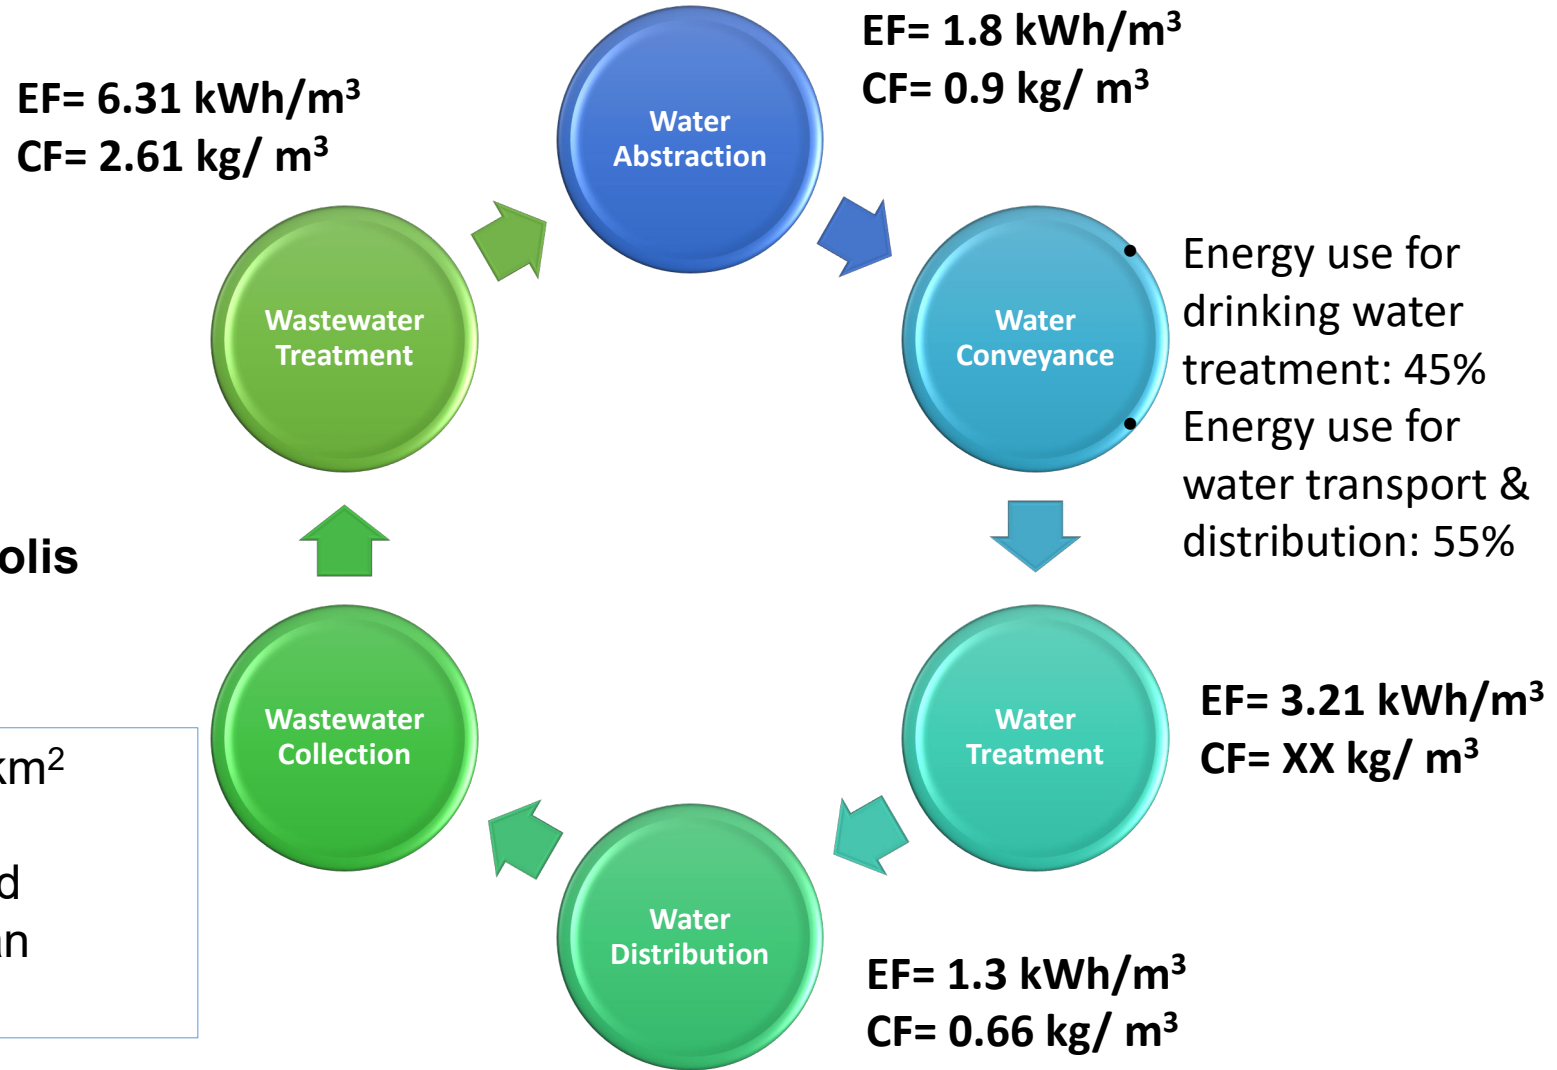 EF= 1.8 kWh/m³
CF= 0.9 kg/ m³
EF= 6.31 kWh/m³
CF= 2.61 kg/ m³
Water
Abstraction
Wastewater
Treatment
Water
Conveyance
• Energy use for
drinking water
treatment: 45%
• Energy use for
water transport &
distribution: 55%
olis
Wastewater
Collection
Water
Treatment
EF= 3.21 kWh/m³
CF= XX kg/ m³
km²
d
an
Water
Distribution
EF= 1.3 kWh/m³
CF= 0.66 kg/ m³